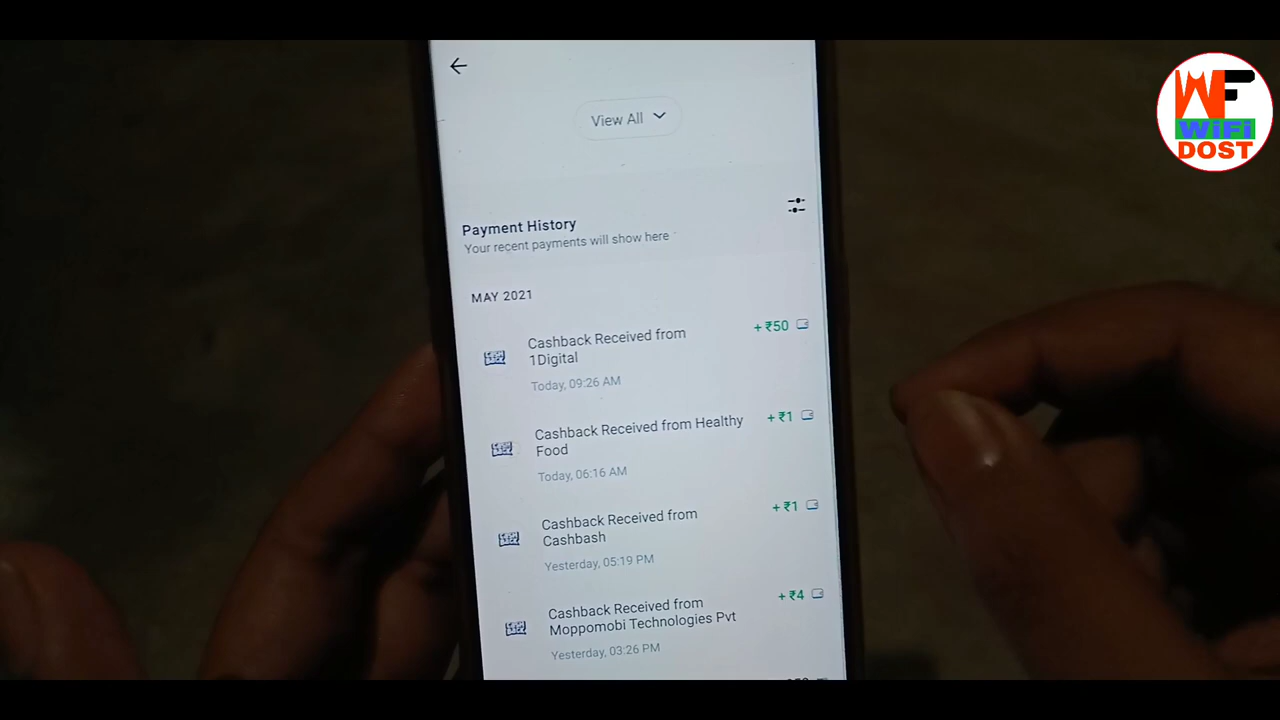 View All
Payment History
Your recent payments will show here
MAY 2021
Cashback Received from
1Digital
+ ₹50
Today, 09:26 AM
Cashback Received from Healthy
Food
+ ₹1
Today, 06:16 AM
Cashback Received from
Cashbash
+ ₹1
Yesterday, 05:19 PM
Cashback Received from
Moppomobi Technologies Pvt
+ ₹4
Yesterday, 03:26 PM
WF
WiFi
DOST